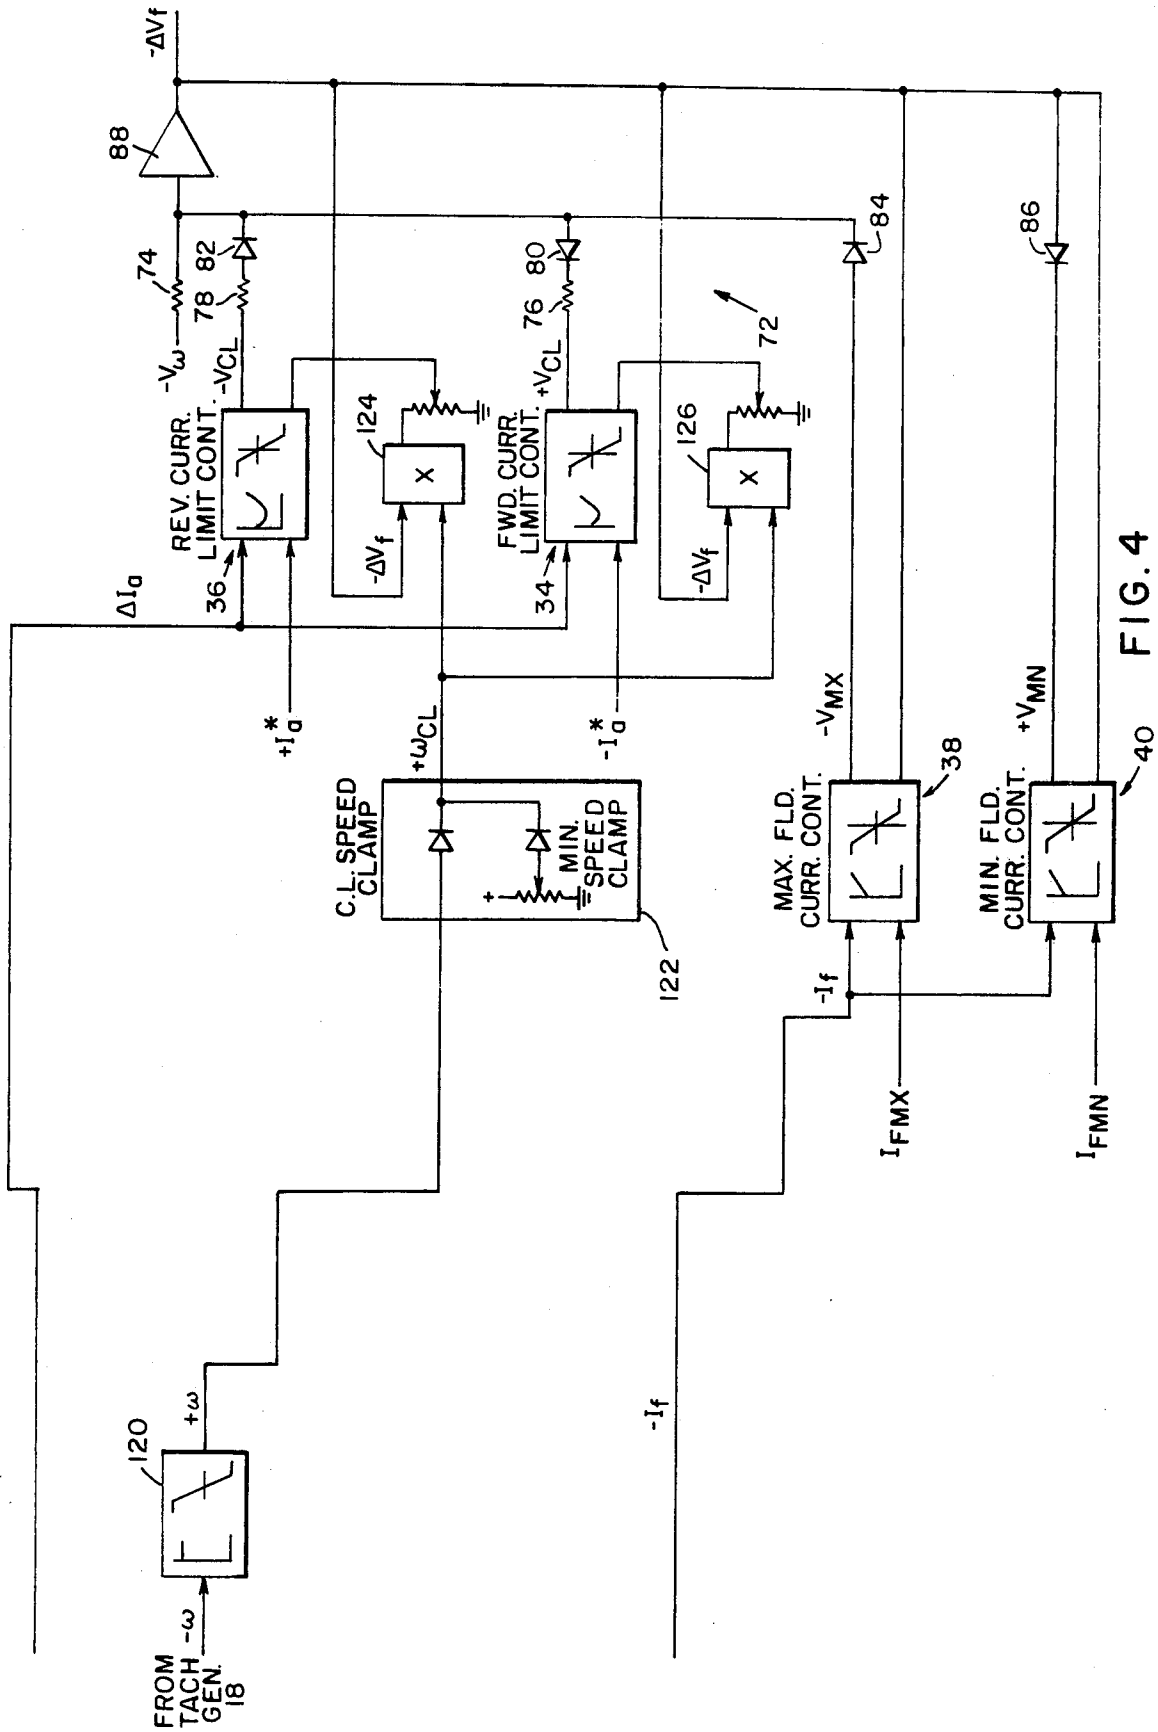 FROM
TACH
GEN.
18
-ω
120
+ω
ΔIa
-If
C.L. SPEED
CLAMP
+
MIN.
SPEED
CLAMP
122
+ωCL
+Ia*
-Ia*
REV. CURR.
LIMIT CONT.
36
-Vω
74
-VCL
78
82
88
-ΔVf
124
X
-ΔVf
FWD. CURR.
LIMIT CONT.
34
+VCL
76
80
126
X
-ΔVf
72
-If
IFMX
MAX. FLD.
CURR. CONT.
38
-VMX
84
IFMN
MIN. FLD.
CURR. CONT.
40
+VMN
86
FIG. 4